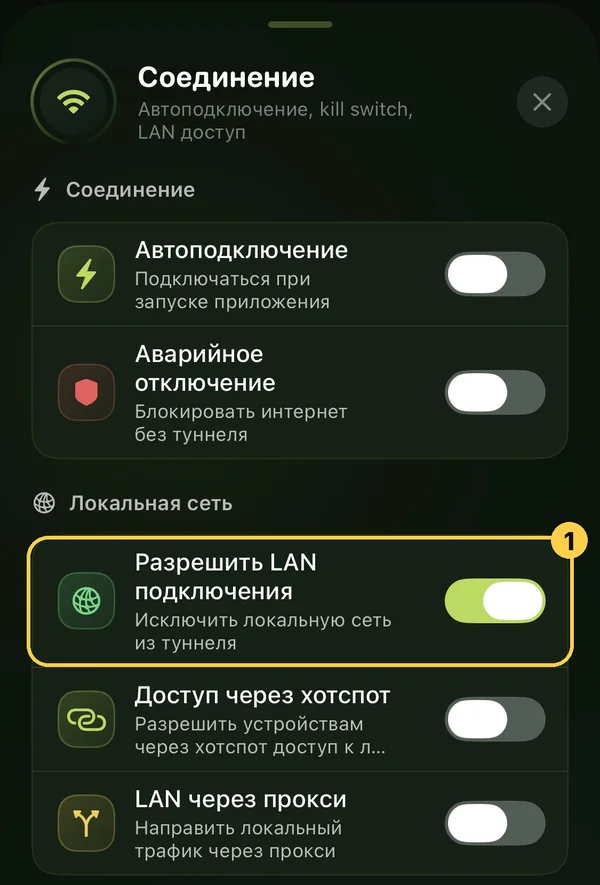 Соединение
Автоподключение, kill switch,
LAN доступ
Соединение
Автоподключение
Подключаться при
запуске приложения
Аварийное
отключение
Блокировать интернет
без туннеля
Локальная сеть
1
Разрешить LAN
подключения
Исключить локальную сеть
из туннеля
Доступ через хотспот
Разрешить устройствам
через хотспот доступ к л...
LAN через прокси
Направить локальный
трафик через прокси